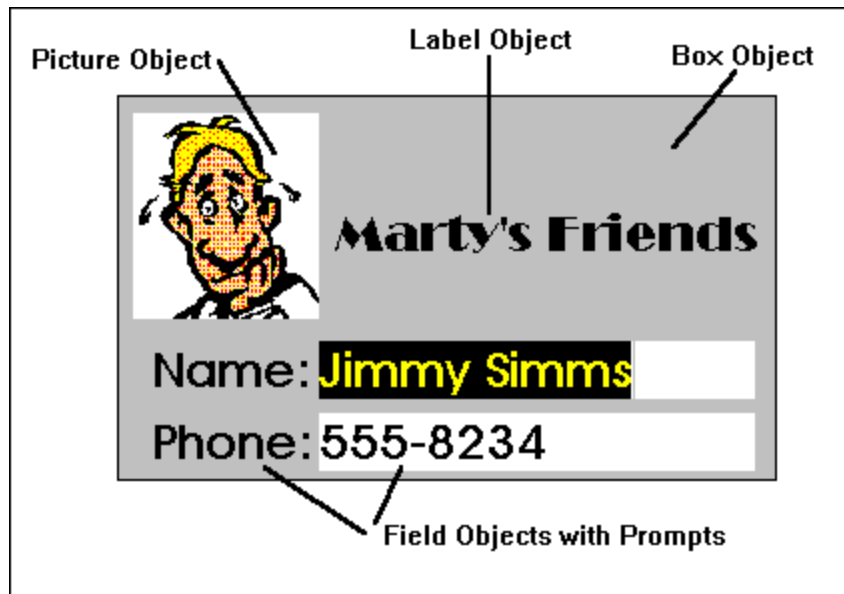 Label Object
Picture Object
Box Object
Marty's Friends
Name: Jimmy Simms
Phone: 555-8234
Field Objects with Prompts